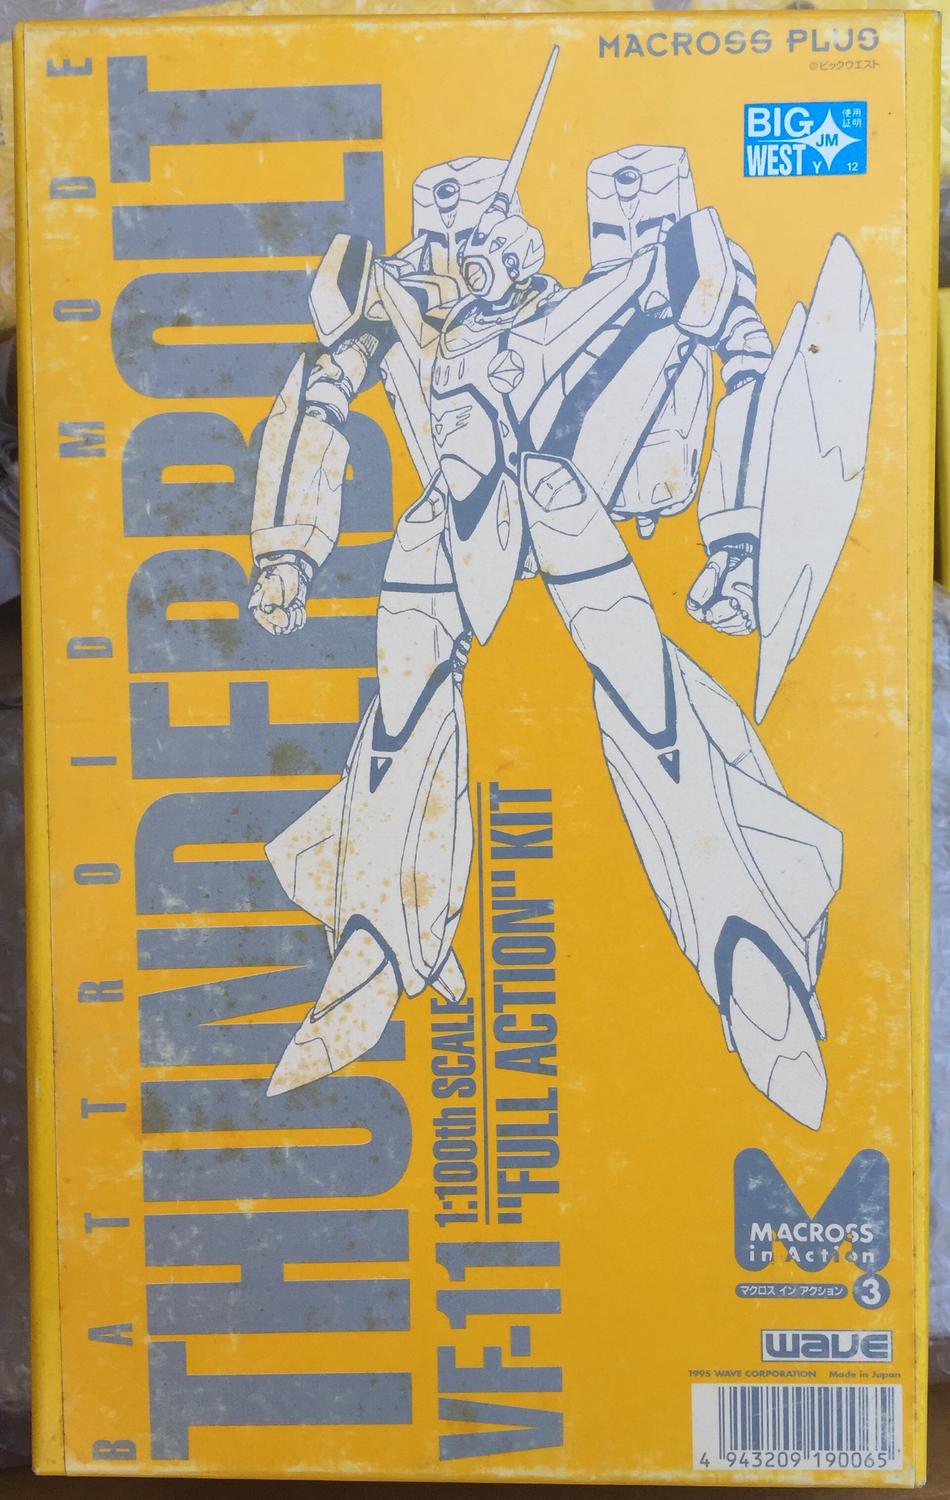 MACROSS PLUS
©ビックウエスト
BIG
WEST
JM
Y
使用
証明
12
BATTROID MODE
THUNDERBOLT
VF-11
1:100th SCALE
"FULL ACTION" KIT
MACROSS
in Action
マクロス イン アクション
3
WAVE
1995 WAVE CORPORATION Made in Japan
4 943209 190065